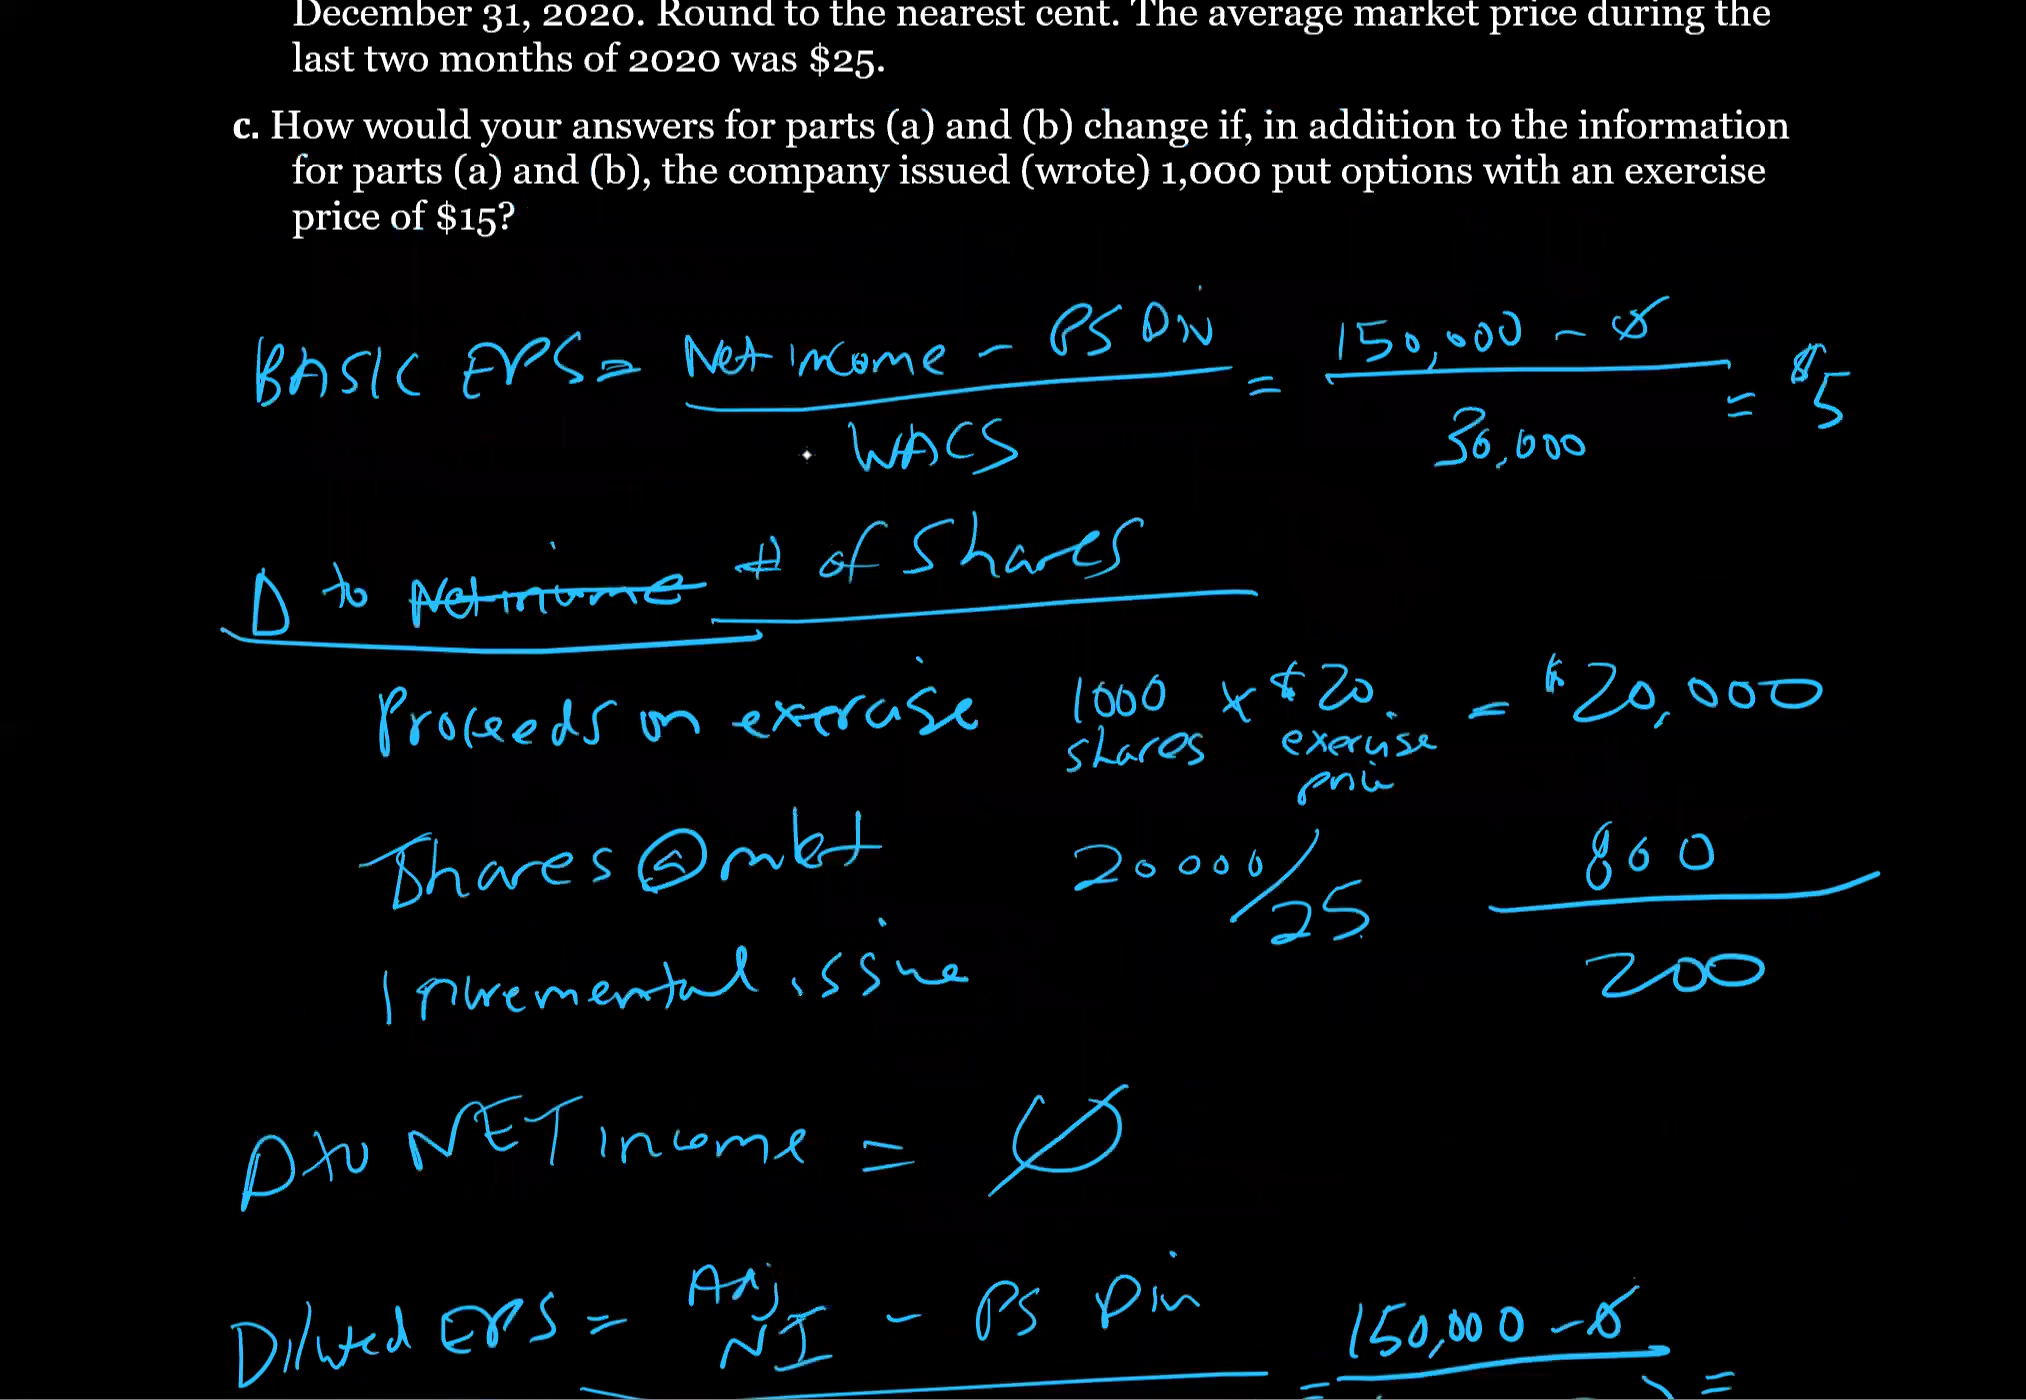 December 31, 2020. Round to the nearest cent. The average market price during the
last two months of 2020 was $25.
c. How would your answers for parts (a) and (b) change if, in addition to the information
for parts (a) and (b), the company issued (wrote) 1,000 put options with an exercise
price of $15?
BASIC EPS = Net income - PS Div = 150,000 - ∅ = $5
WACS 30,000
Δ to Net income # of Shares
Proceeds on exercise 1000 x $20 = $20,000
shares exercise
price
Shares @ mkt 20000/25 800
Incremental issue 200
Δ to NET income = ∅
Diluted EPS = Adj NI - PS Div = 150,000 - ∅ =